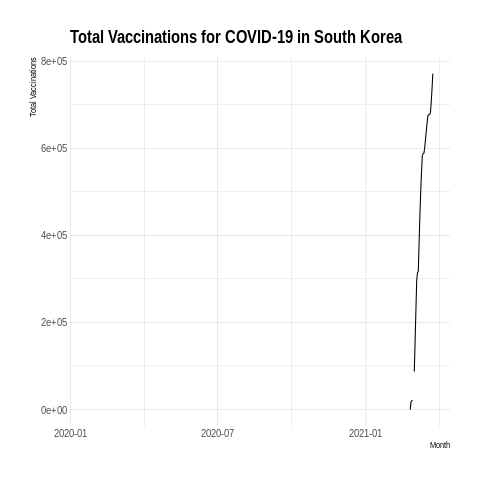 Total Vaccinations for COVID-19 in South Korea
Total Vaccinations
8e+05
6e+05
4e+05
2e+05
0e+00
2020-01
2020-07
2021-01
Month